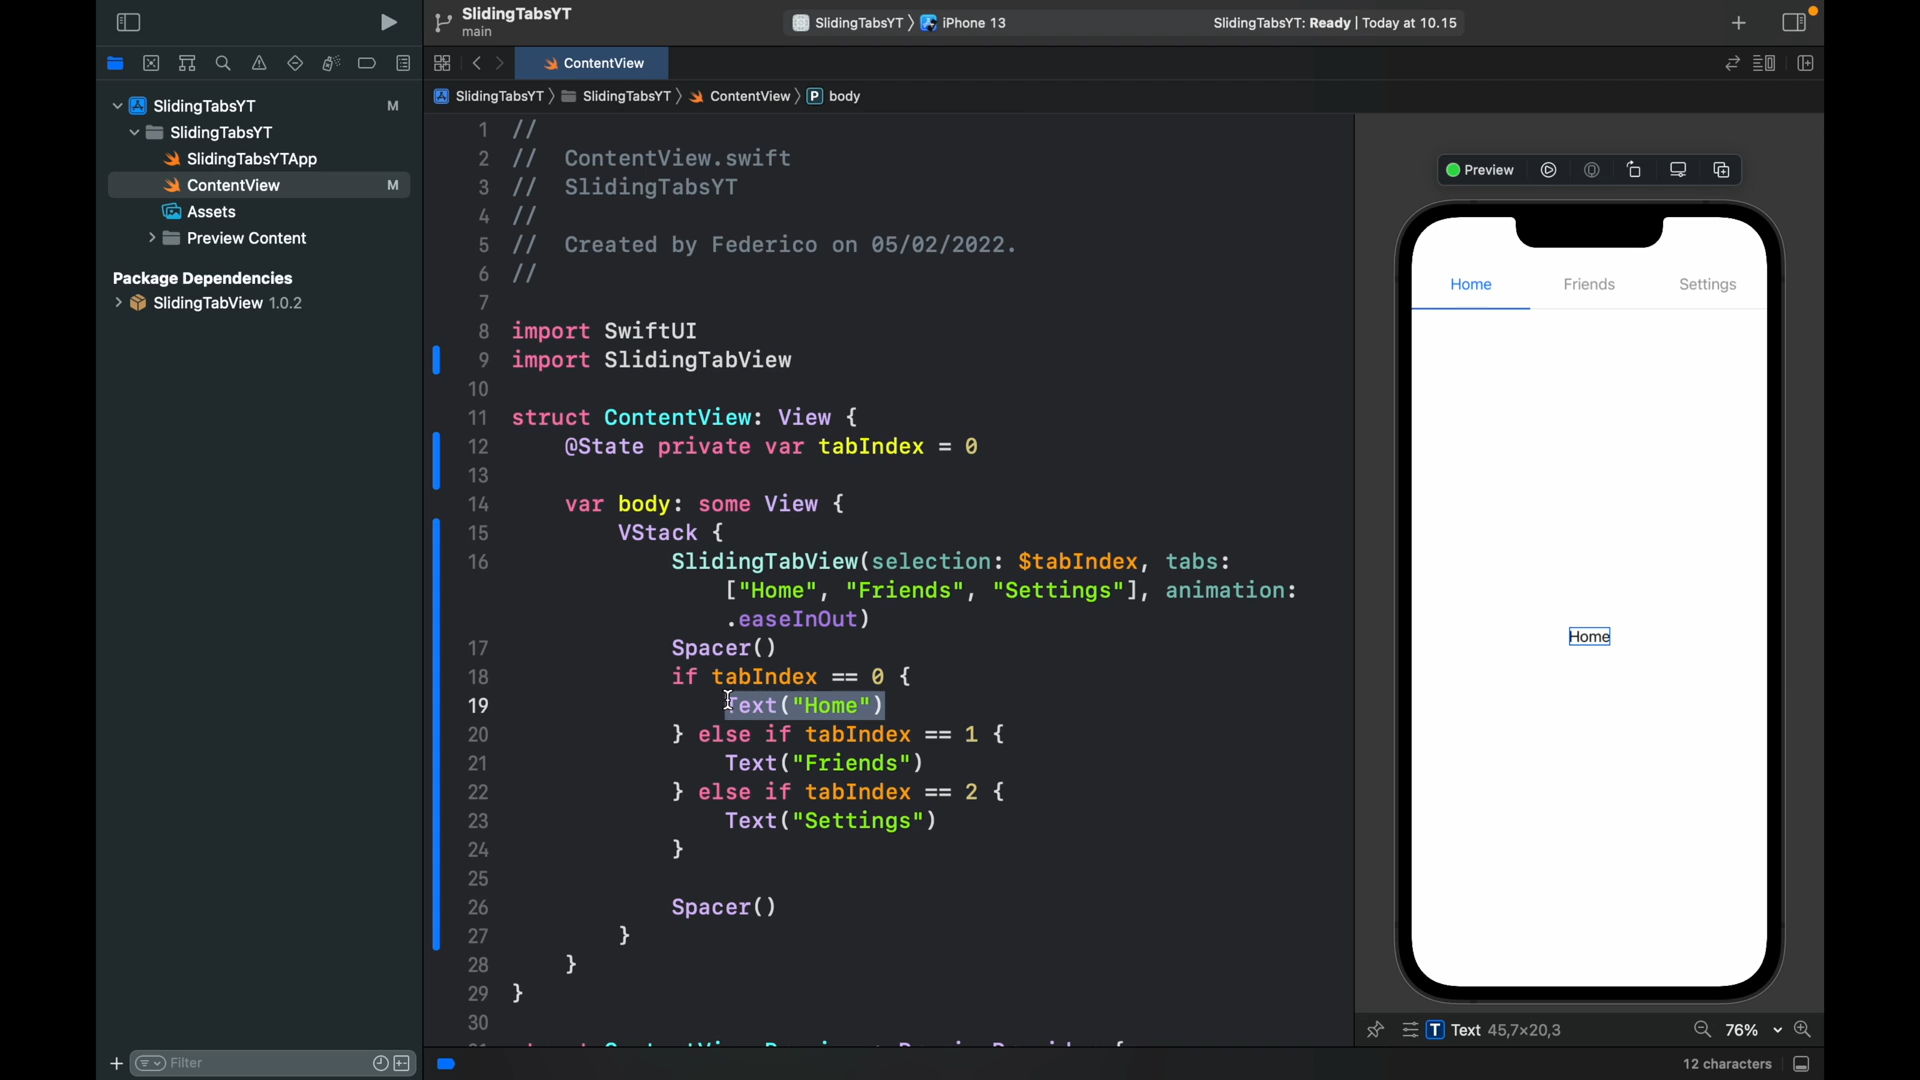 SlidingTabsYT
main
SlidingTabsYT
iPhone 13
SlidingTabsYT: Ready | Today at 10.15
ContentView
SlidingTabsYT
SlidingTabsYT
ContentView
P body
SlidingTabsYT M
SlidingTabsYT
SlidingTabsYTApp
ContentView M
Assets
Preview Content
Package Dependencies
SlidingTabView 1.0.2
Filter
1 //
2 // ContentView.swift
3 // SlidingTabsYT
4 //
5 // Created by Federico on 05/02/2022.
6 //
7
8 import SwiftUI
9 import SlidingTabView
10
11 struct ContentView: View {
12 @State private var tabIndex = 0
13
14 var body: some View {
15 VStack {
16 SlidingTabView(selection: $tabIndex, tabs:
["Home", "Friends", "Settings"], animation:
.easeInOut)
17 Spacer()
18 if tabIndex == 0 {
19 Text("Home")
20 } else if tabIndex == 1 {
21 Text("Friends")
22 } else if tabIndex == 2 {
23 Text("Settings")
24 }
25
26 Spacer()
27 }
28 }
29 }
30
Preview
Home Friends Settings
Home
T Text 45,7×20,3
76%
12 characters